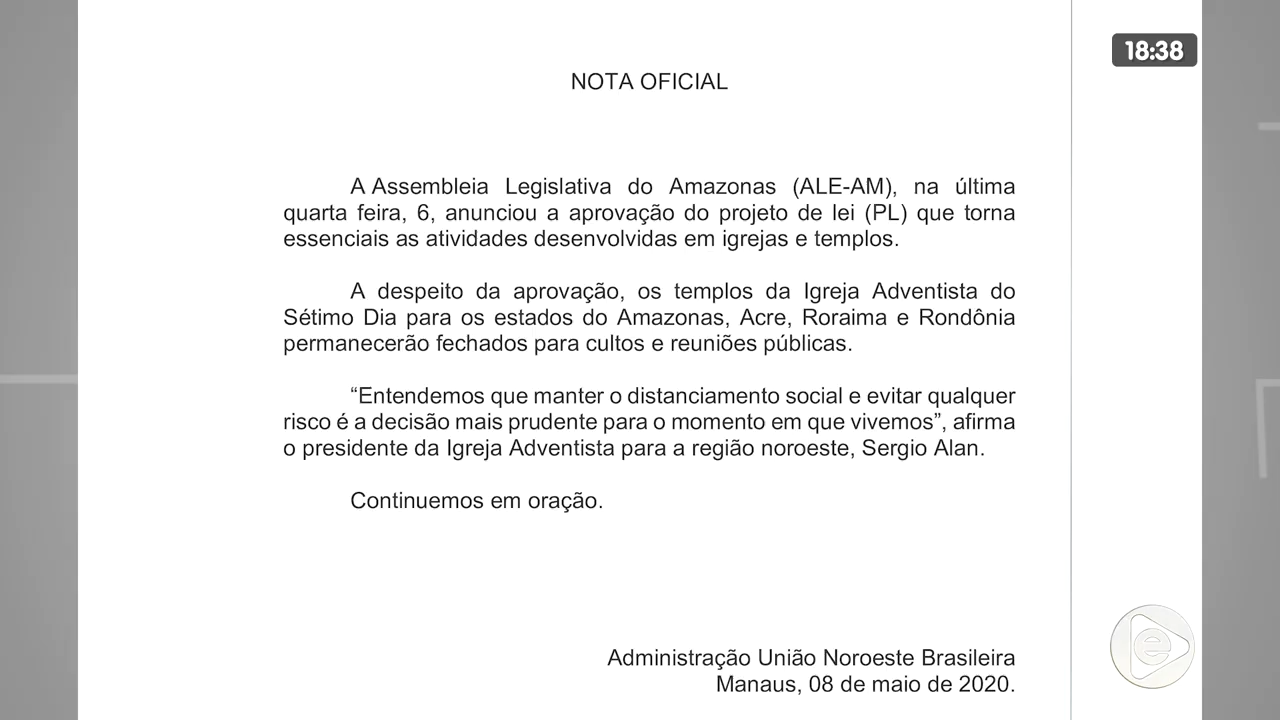 18:38
NOTA OFICIAL
A Assembleia Legislativa do Amazonas (ALE-AM), na última
quarta feira, 6, anunciou a aprovação do projeto de lei (PL) que torna
essenciais as atividades desenvolvidas em igrejas e templos.
A despeito da aprovação, os templos da Igreja Adventista do
Sétimo Dia para os estados do Amazonas, Acre, Roraima e Rondônia
permanecerão fechados para cultos e reuniões públicas.
“Entendemos que manter o distanciamento social e evitar qualquer
risco é a decisão mais prudente para o momento em que vivemos”, afirma
o presidente da Igreja Adventista para a região noroeste, Sergio Alan.
Continuemos em oração.
Administração União Noroeste Brasileira
Manaus, 08 de maio de 2020.
e